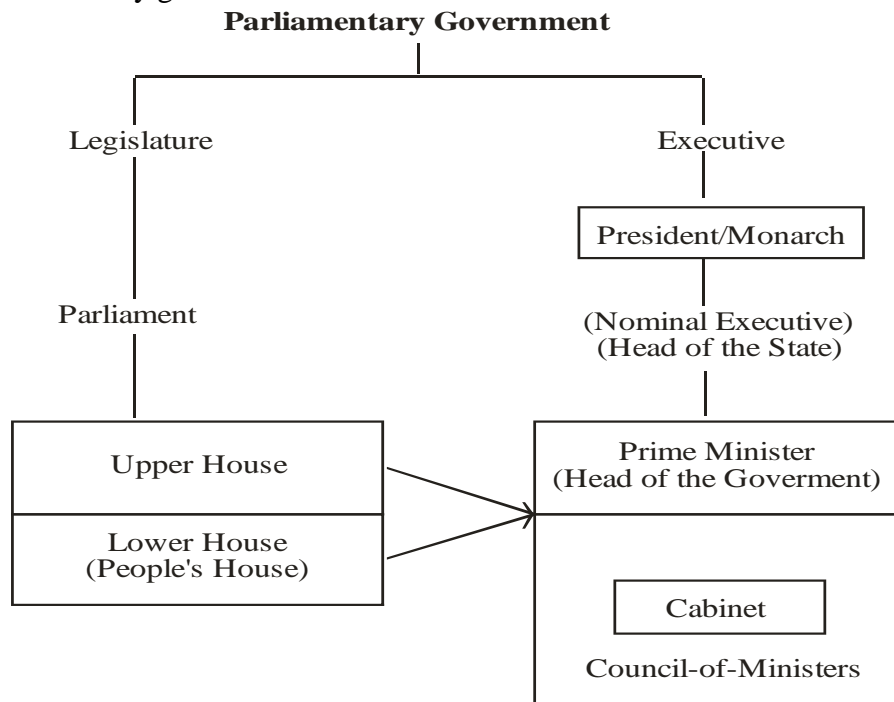 Parliamentary Government
Legislature
Executive
President/Monarch
Parliament
(Nominal Executive)
(Head of the State)
Upper House
Lower House
(People's House)
Prime Minister
(Head of the Goverment)
Cabinet
Council-of-Ministers